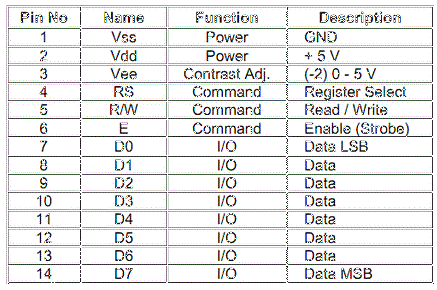 Pin No Name Function Description
1 Vss Power GND
2 Vdd Power + 5 V
3 Vee Contrast Adj. (-2) 0 - 5 V
4 RS Command Register Select
5 R/W Command Read / Write
6 E Command Enable (Strobe)
7 D0 I/O Data LSB
8 D1 I/O Data
9 D2 I/O Data
10 D3 I/O Data
11 D4 I/O Data
12 D5 I/O Data
13 D6 I/O Data
14 D7 I/O Data MSB